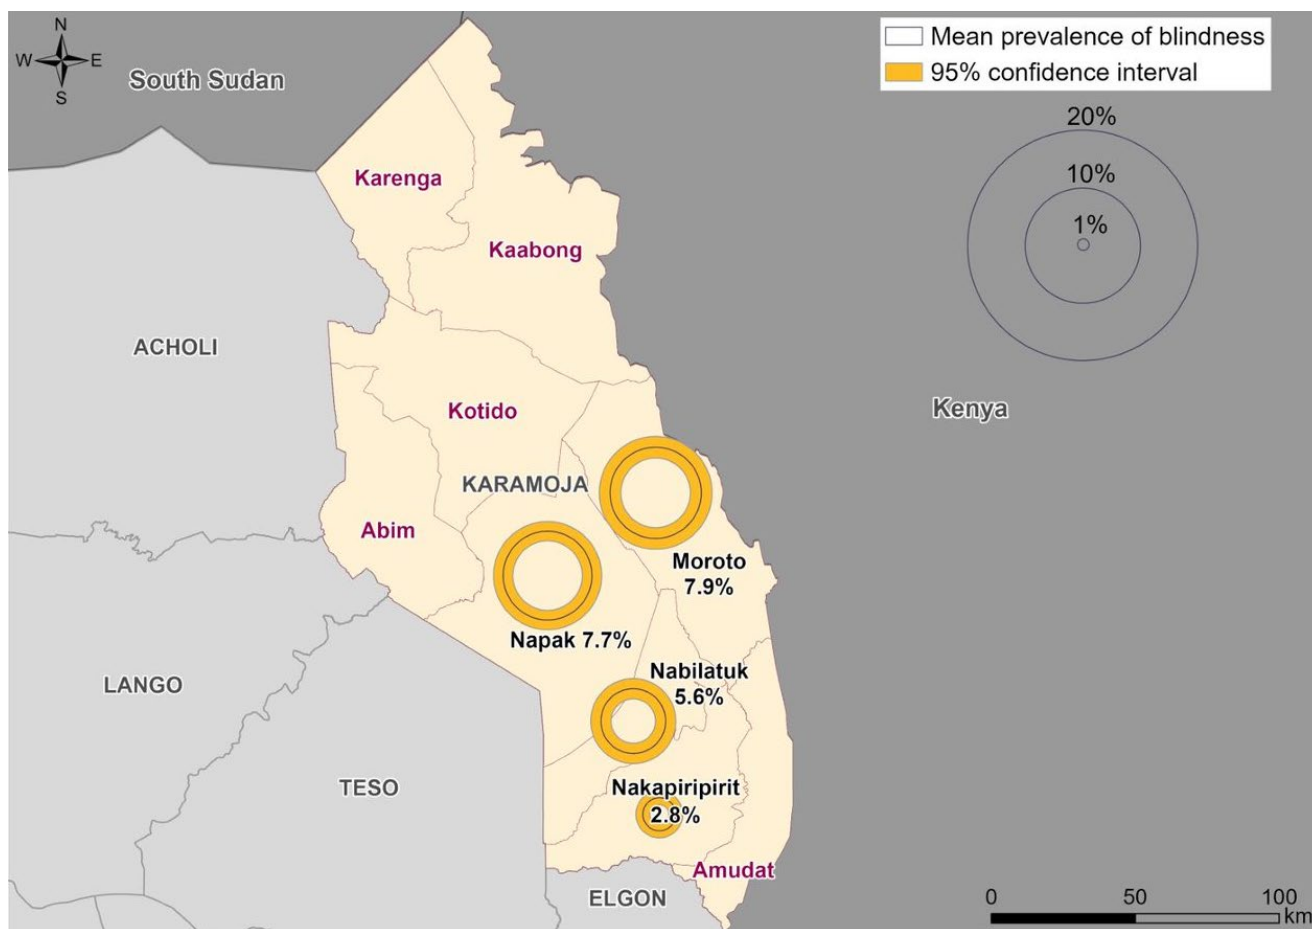 N
W E
S
South Sudan
Mean prevalence of blindness
95% confidence interval
20%
10%
1%
Karenga
Kaabong
ACHOLI
Kotido
Kenya
KARAMOJA
Abim
Moroto
7.9%
Napak 7.7%
Nabilatuk
5.6%
LANGO
TESO
Nakapiripirit
2.8%
Amudat
ELGON
0 50 100
km